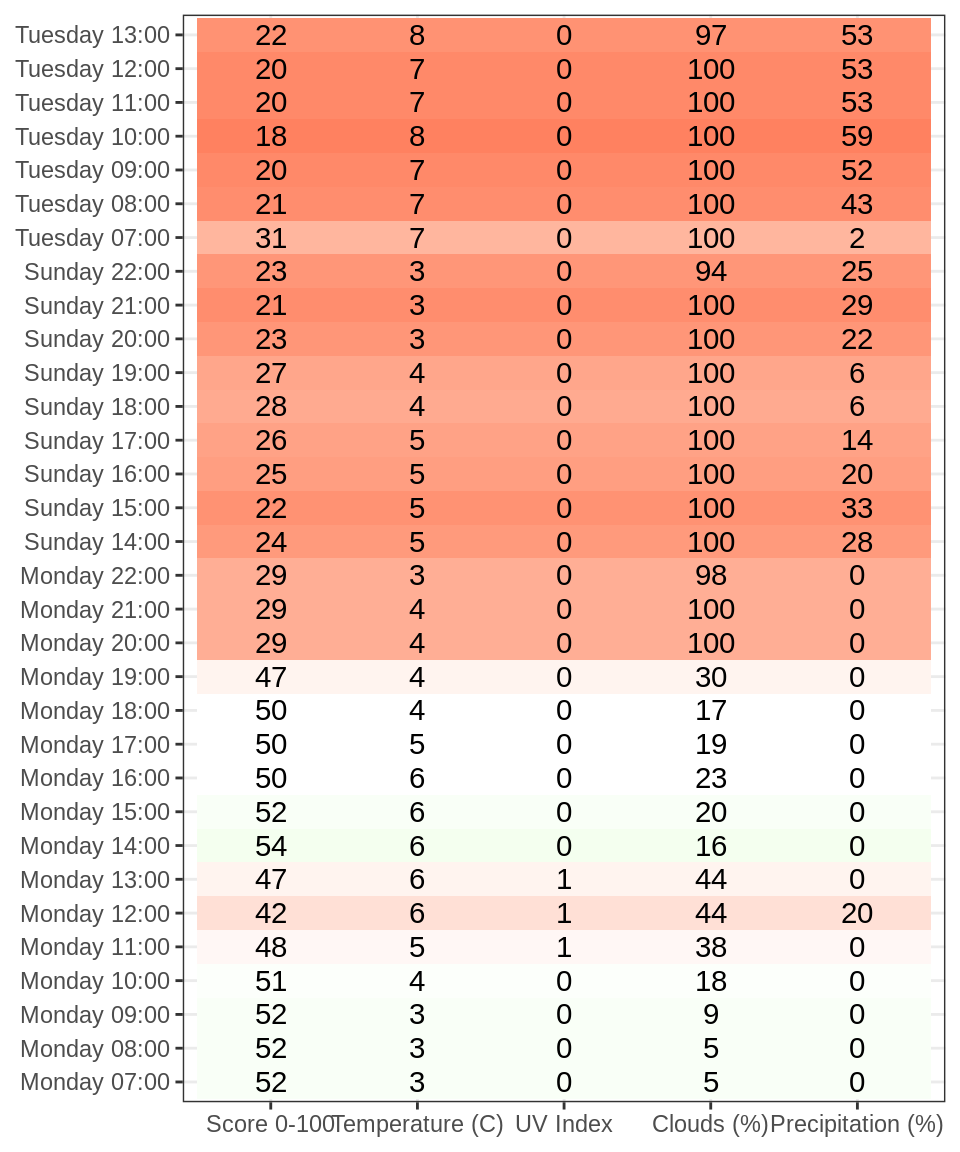 Tuesday 13:00 22 8 0 97 53
Tuesday 12:00 20 7 0 100 53
Tuesday 11:00 20 7 0 100 53
Tuesday 10:00 18 8 0 100 59
Tuesday 09:00 20 7 0 100 52
Tuesday 08:00 21 7 0 100 43
Tuesday 07:00 31 7 0 100 2
Sunday 22:00 23 3 0 94 25
Sunday 21:00 21 3 0 100 29
Sunday 20:00 23 3 0 100 22
Sunday 19:00 27 4 0 100 6
Sunday 18:00 28 4 0 100 6
Sunday 17:00 26 5 0 100 14
Sunday 16:00 25 5 0 100 20
Sunday 15:00 22 5 0 100 33
Sunday 14:00 24 5 0 100 28
Monday 22:00 29 3 0 98 0
Monday 21:00 29 4 0 100 0
Monday 20:00 29 4 0 100 0
Monday 19:00 47 4 0 30 0
Monday 18:00 50 4 0 17 0
Monday 17:00 50 5 0 19 0
Monday 16:00 50 6 0 23 0
Monday 15:00 52 6 0 20 0
Monday 14:00 54 6 0 16 0
Monday 13:00 47 6 1 44 0
Monday 12:00 42 6 1 44 20
Monday 11:00 48 5 1 38 0
Monday 10:00 51 4 0 18 0
Monday 09:00 52 3 0 9 0
Monday 08:00 52 3 0 5 0
Monday 07:00 52 3 0 5 0
Score 0-100 Temperature (C) UV Index Clouds (%) Precipitation (%)